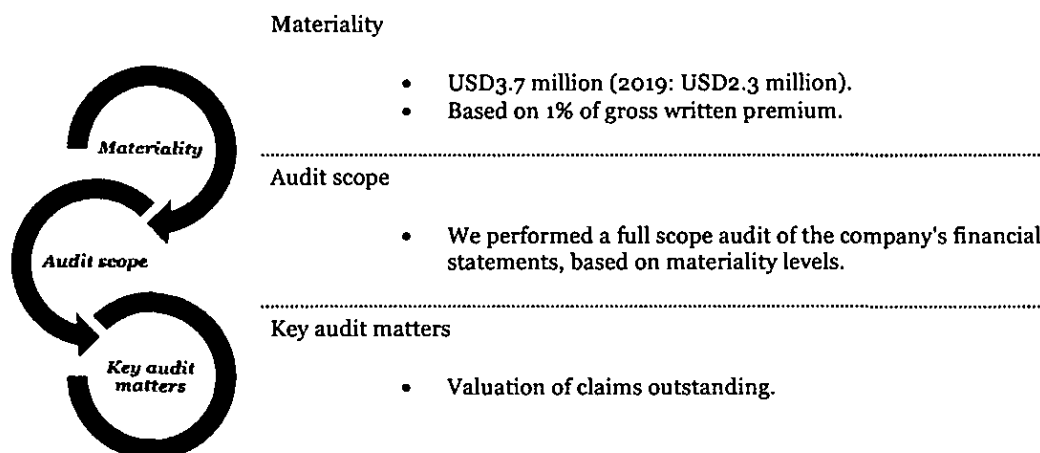 Materiality
• USD3.7 million (2019: USD2.3 million).
• Based on 1% of gross written premium.
Materiality
Audit scope
• We performed a full scope audit of the company's financial
statements, based on materiality levels.
Audit scope
Key audit matters
• Valuation of claims outstanding.
Key audit
matters